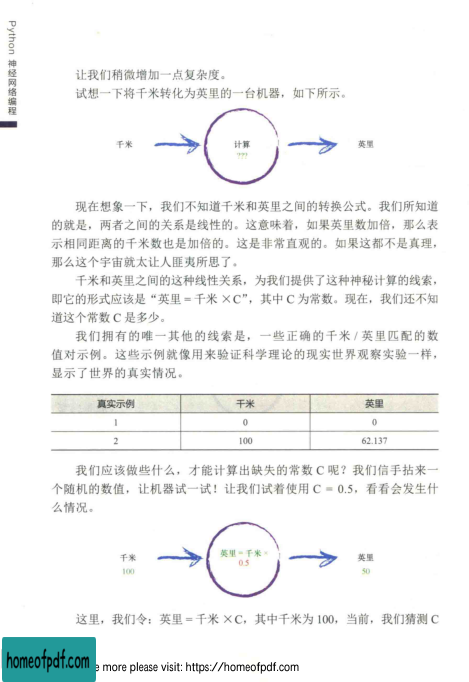 Python 神经网络编程
让我们稍微增加一点复杂度。
试想一下将千米转化为英里的一台机器，如下所示。
千米 计算 英里
???
现在想象一下，我们不知道千米和英里之间的转换公式。我们所知道
的就是，两者之间的关系是线性的。这意味着，如果英里数加倍，那么表
示相同距离的千米数也是加倍的。这是非常直观的。如果这都不是真理，
那么这个宇宙就太让人匪夷所思了。
千米和英里之间的这种线性关系，为我们提供了这种神秘计算的线索，
即它的形式应该是“英里 = 千米 ×C”，其中 C 为常数。现在，我们还不知
道这个常数 C 是多少。
我们拥有的唯一其他的线索是，一些正确的千米 / 英里匹配的数
值对示例。这些示例就像用来验证科学理论的现实世界观察实验一样，
显示了世界的真实情况。
真实示例 千米 英里
1 0 0
2 100 62.137
我们应该做些什么，才能计算出缺失的常数 C 呢？我们信手拈来一
个随机的数值，让机器试一试！让我们试着使用 C = 0.5，看看会发生什
么情况。
千米 英里 = 千米 × 英里
100 0.5 50
这里，我们令：英里 = 千米 ×C，其中千米为 100，当前，我们猜测 C
homeofpdf.com
e more please visit: https://homeofpdf.com